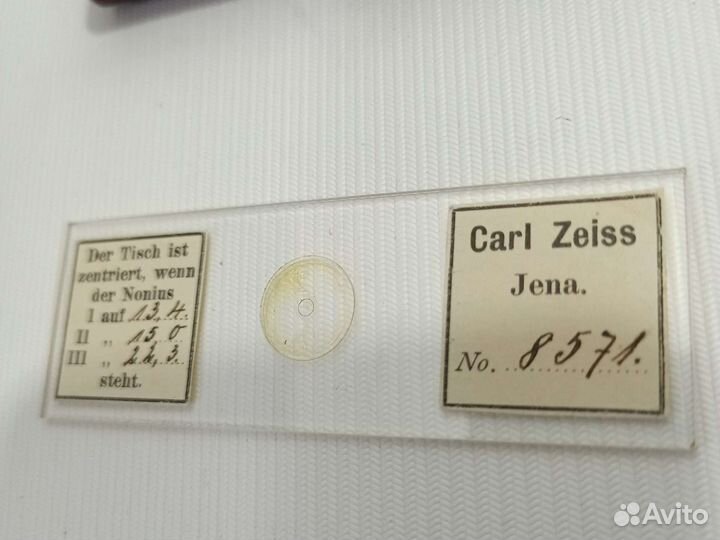 Der Tisch ist
zentriert, wenn
der Nonius
I auf 13,4.
II „ 15 0
III „ 22,3.
steht.
Carl Zeiss
Jena.
No. 8571.
Avito